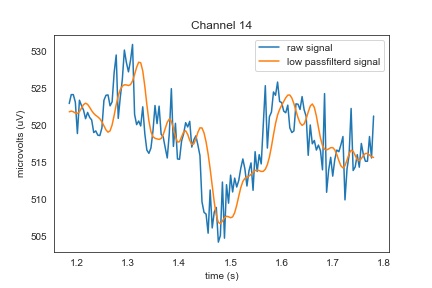 Channel 14
raw signal
low passfilterd signal
530
525
520
515
510
505
microvolts (uV)
1.2 1.3 1.4 1.5 1.6 1.7 1.8
time (s)